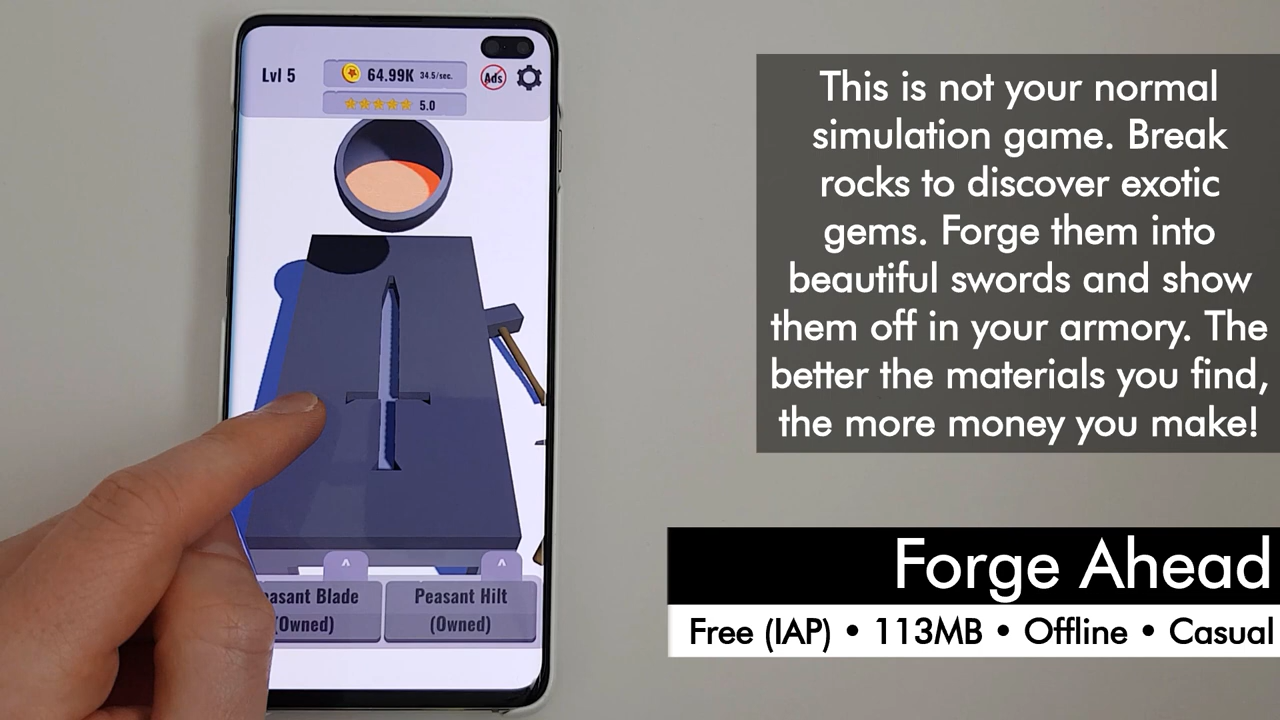 Lvl 5
64.99K 34.5/sec.
Ads
5.0
This is not your normal
simulation game. Break
rocks to discover exotic
gems. Forge them into
beautiful swords and show
them off in your armory. The
better the materials you find,
the more money you make!
^
^
easant Blade
(Owned)
Peasant Hilt
(Owned)
Forge Ahead
Free (IAP) • 113MB • Offline • Casual